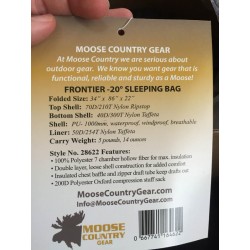 MOOSE COUNTRY GEAR
At Moose Country we are serious about
outdoor gear. We know you want gear that is
functional, reliable and sturdy as a Moose!
FRONTIER -20° SLEEPING BAG
Folded Size: 34" x 86" x 22"
Top Shell: 70D/210T Nylon Ripstop
Bottom Shell: 40D/300T Nylon Taffeta
Shell: PU- 1000mm, waterproof, windproof, breathable
Liner: 50D/254T Nylon Taffeta
Carry Weight: 5 pounds, 14 ounces
Style No. 28622 Features:
• 100% Polyester 7 chamber hollow fiber for max. insulation
• Double layer, loose shell construction for added comfort
• Insulated chest baffle and zipper draft tube keep drafts out
• 200D Polyester Oxford compression stuff sack
MooseCountryGear.com
Info@MooseCountryGear.com
MOOSE
COUNTRY
GEAR